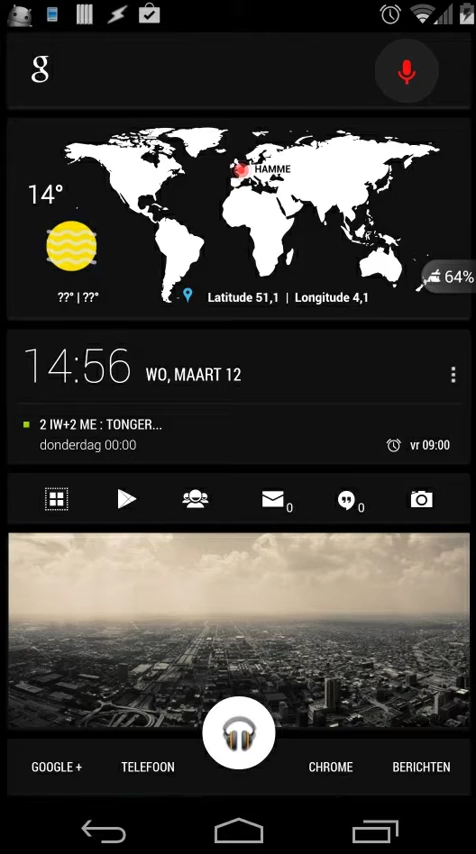 g
HAMME
14°
64%
??° | ??°
Latitude 51,1 | Longitude 4,1
14:56 WO, MAART 12
2 IW+2 ME : TONGER...
donderdag 00:00
vr 09:00
0
0
GOOGLE + TELEFOON CHROME BERICHTEN